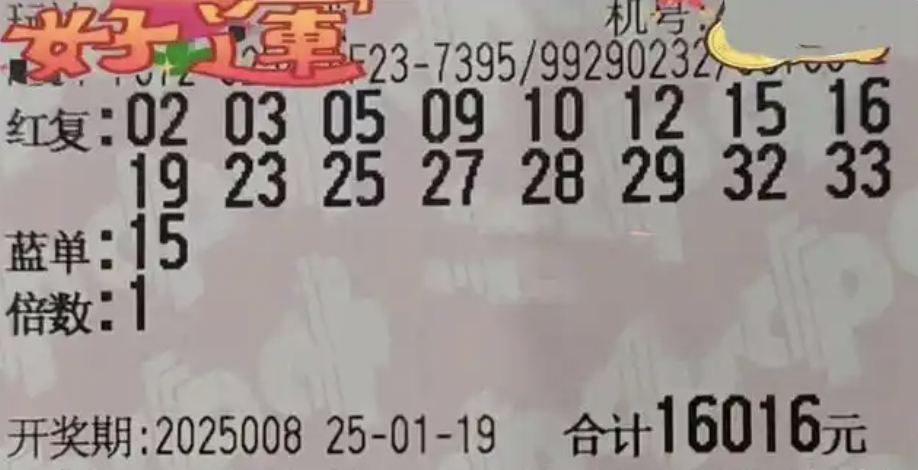 好运
机号:
23-7395/99290232/
红复:02 03 05 09 10 12 15 16
19 23 25 27 28 29 32 33
蓝单:15
倍数:1
开奖期:2025008 25-01-19 合计16016元